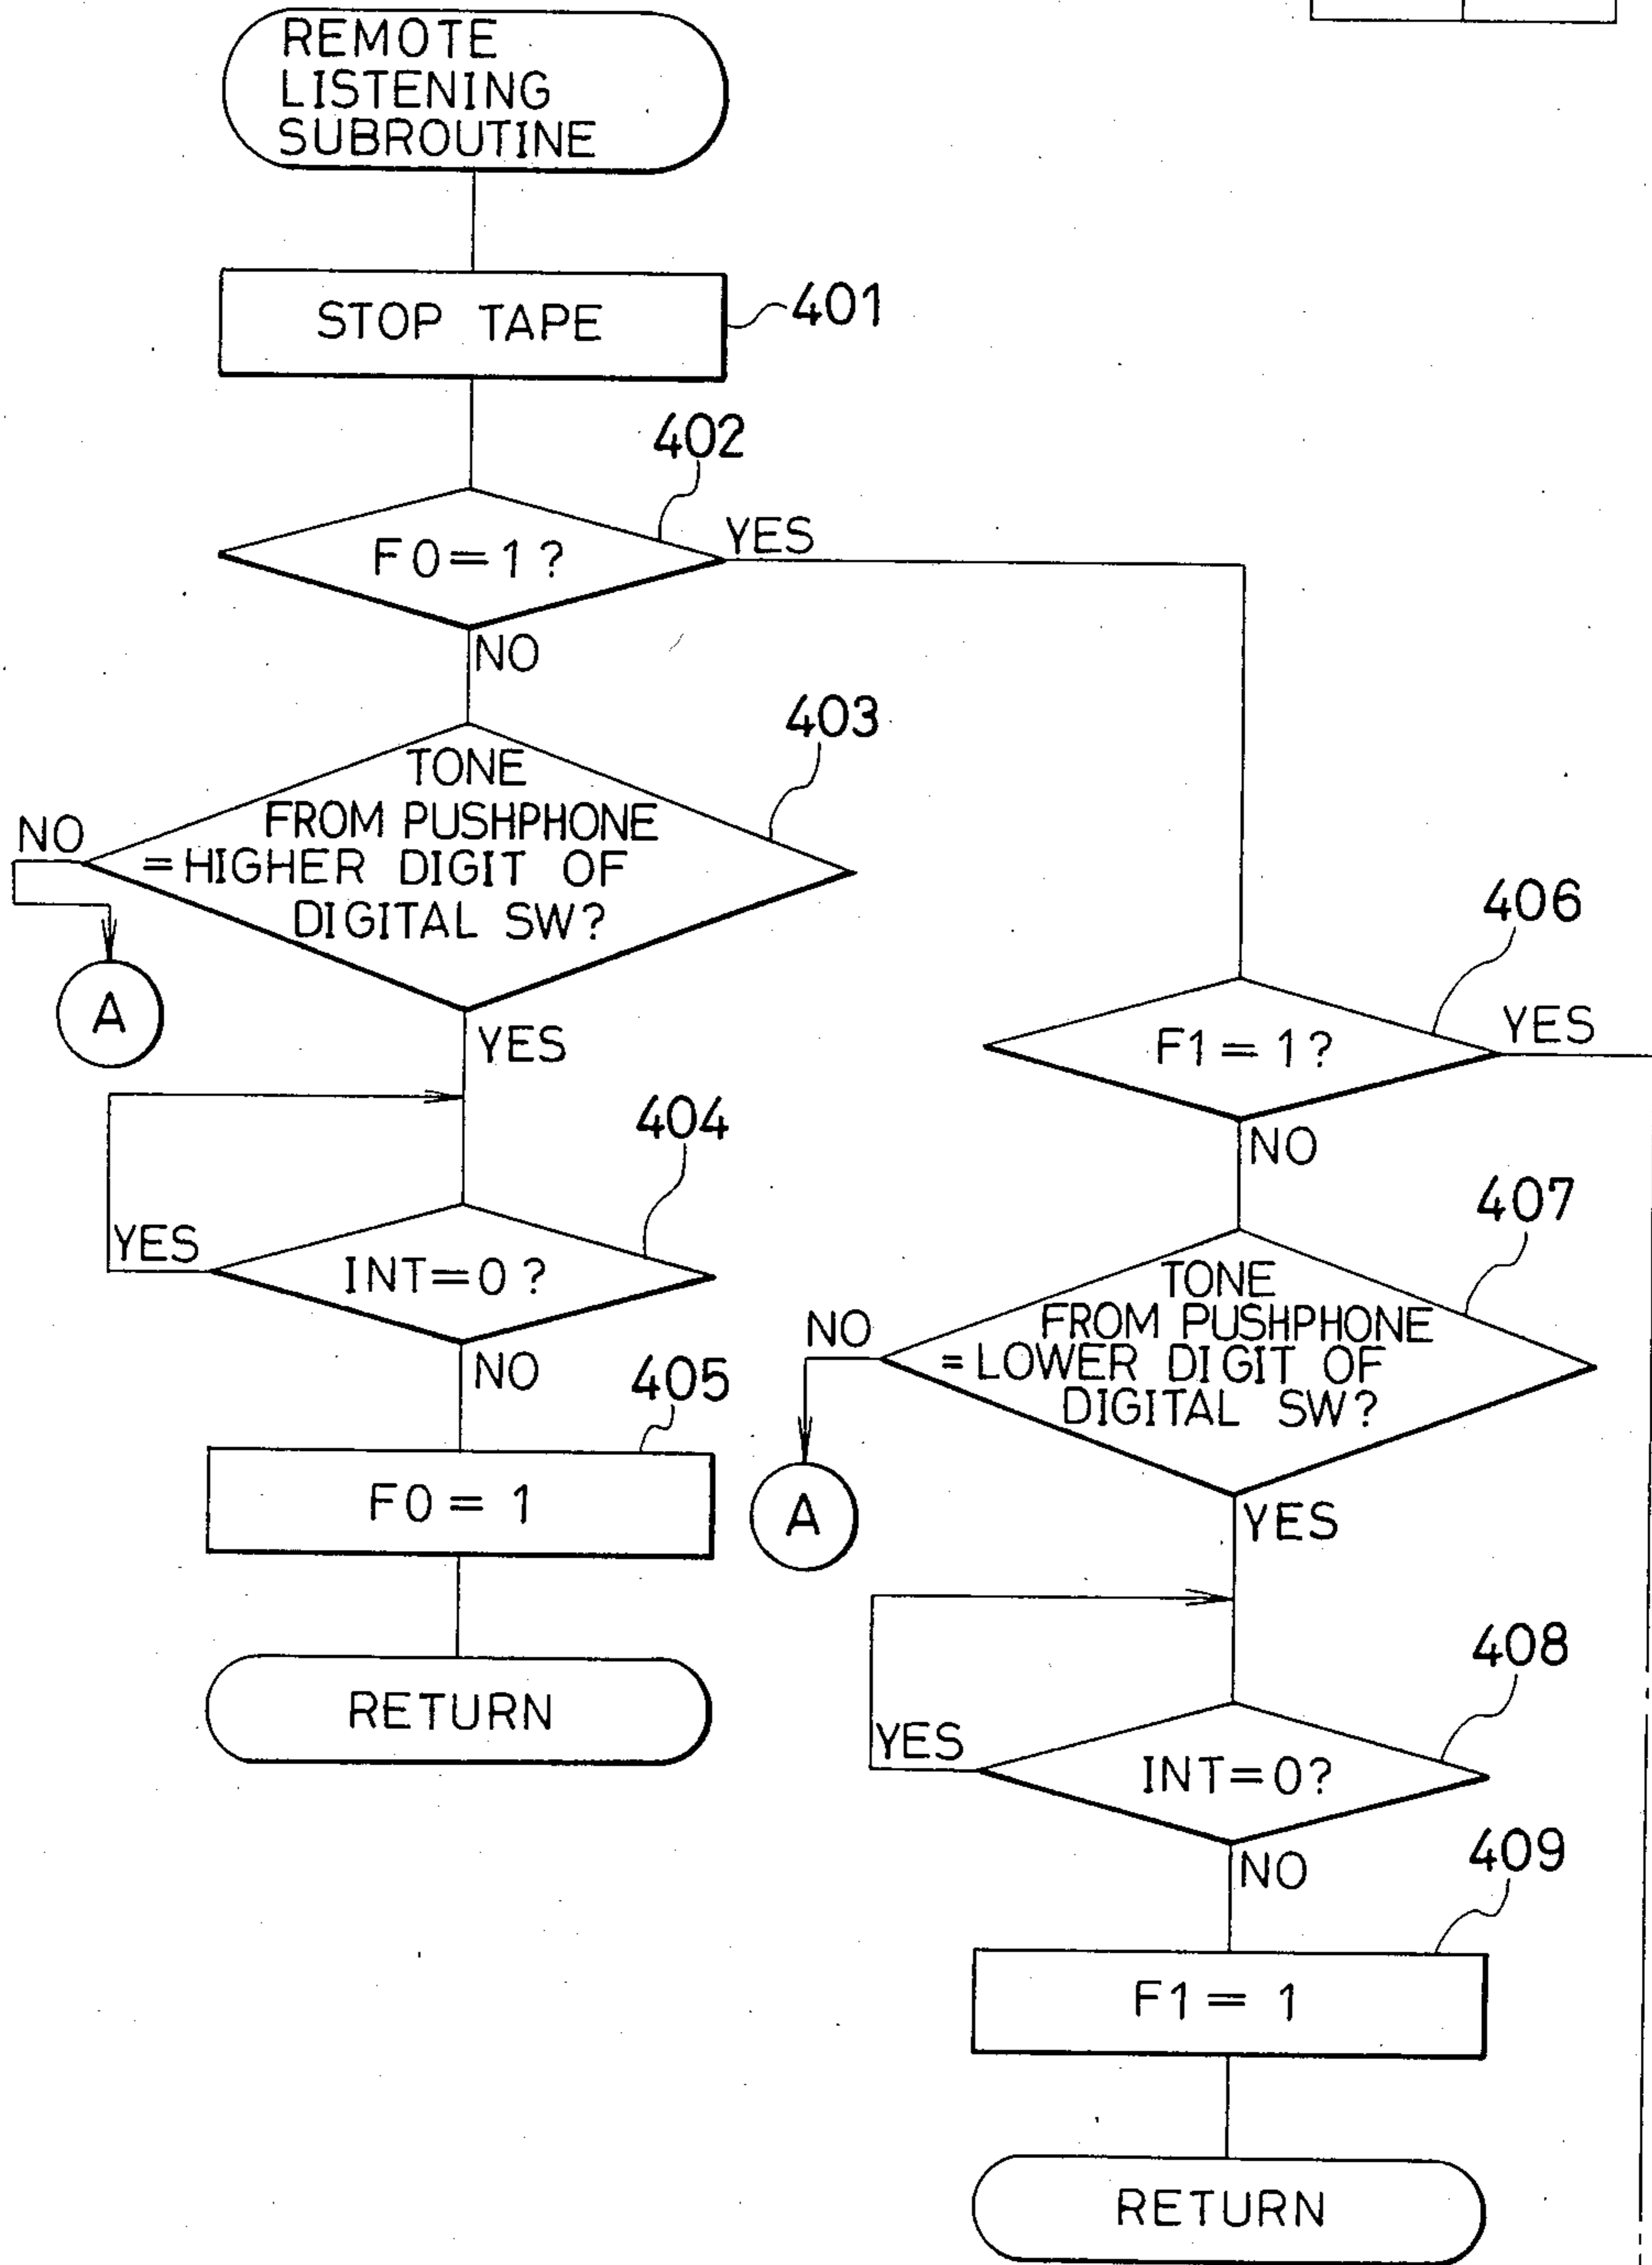 REMOTE
LISTENING
SUBROUTINE
STOP TAPE
401
402
F0=1?
YES
NO
403
TONE
FROM PUSHPHONE
=HIGHER DIGIT OF
DIGITAL SW?
NO
A
YES
404
INT=0?
YES
NO
405
F0=1
RETURN
406
F1=1?
YES
NO
407
TONE
FROM PUSHPHONE
=LOWER DIGIT OF
DIGITAL SW?
NO
A
YES
408
INT=0?
YES
NO
409
F1=1
RETURN